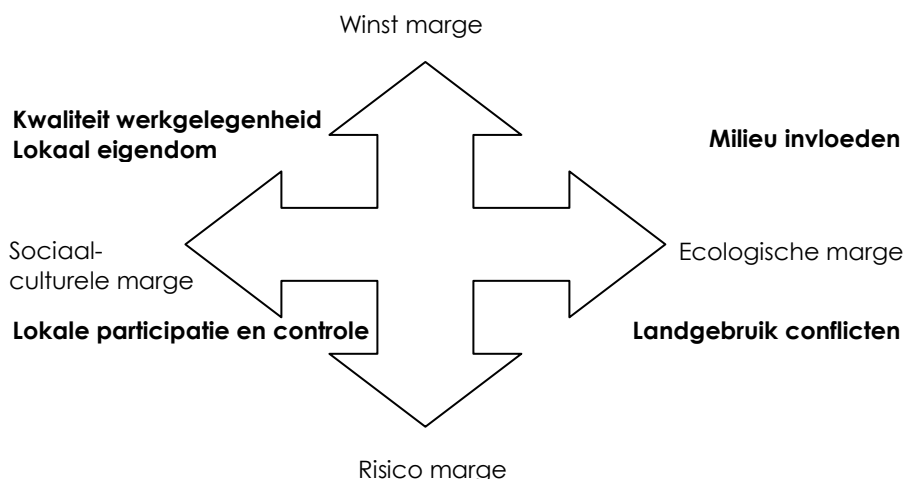 Winst marge
Kwaliteit werkgelegenheid
Lokaal eigendom
Milieu invloeden
Sociaal-
culturele marge
Ecologische marge
Lokale participatie en controle
Landgebruik conflicten
Risico marge